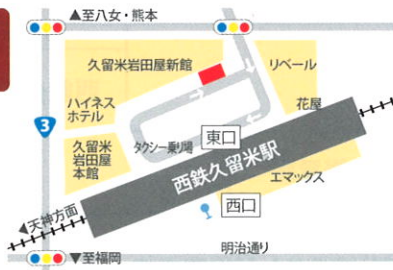 ▲至八女・熊本
久留米岩田屋新館
リベール
ハイネス
ホテル
花屋
3
久留米
岩田屋
本館
タクシー乗り場
東口
西鉄久留米駅
エマックス
西口
◀天神方面
▼至福岡
明治通り